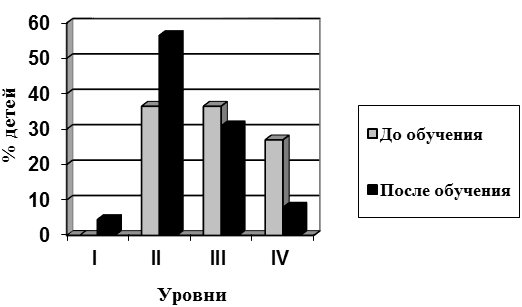 60
50
40
30
20
10
0
% детей
I II III IV
Уровни
До обучения
После обучения